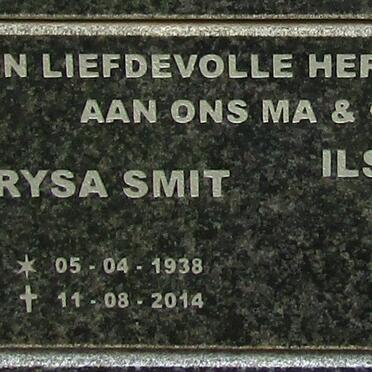 N LIEFDEVOLLE HER
AAN ONS MA &
RYSA SMIT
ILS
* 05 - 04 - 1938
✝ 11 - 08 - 2014